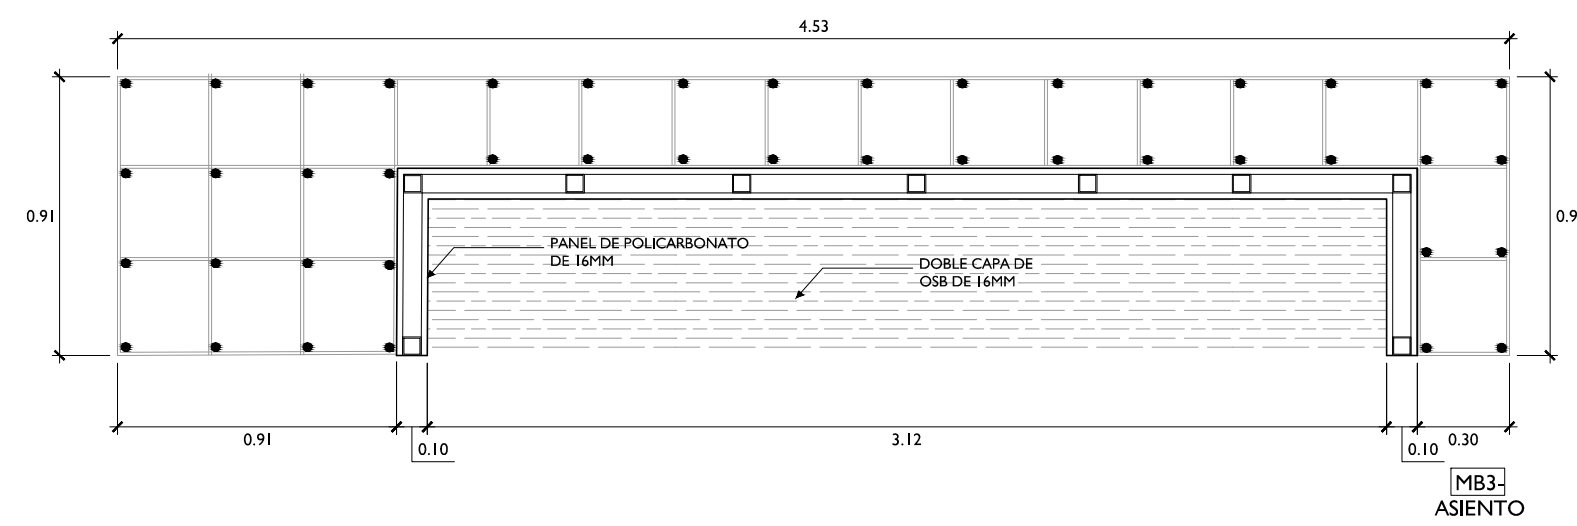 4.53
0.91
0.9
PANEL DE POLICARBONATO
DE 16MM
DOBLE CAPA DE
OSB DE 16MM
0.91
0.10
3.12
0.10
0.30
MB3-
ASIENTO